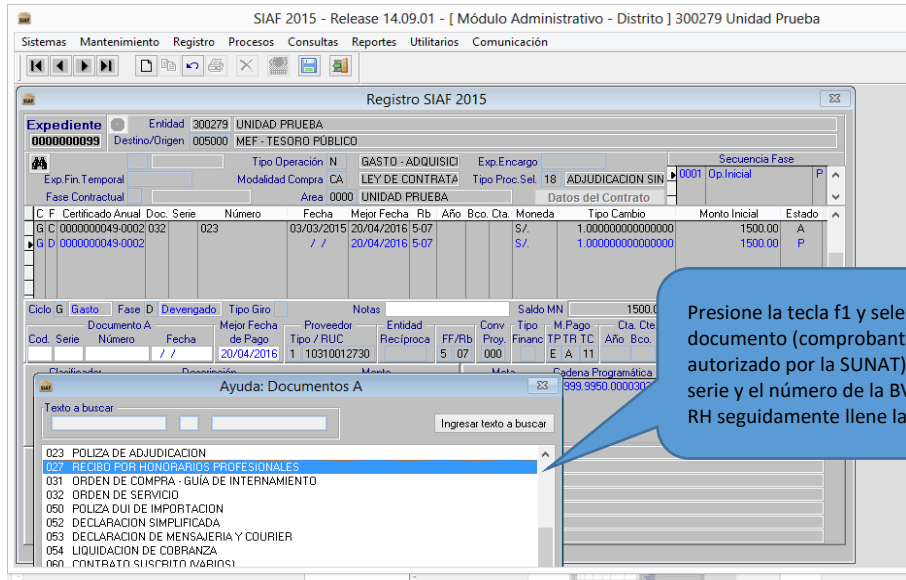 SIAF 2015 - Release 14.09.01 - [ Módulo Administrativo - Distrito ] 300279 Unidad Prueba
Sistemas Mantenimiento Registro Procesos Consultas Reportes Utilitarios Comunicación
Registro SIAF 2015
Expediente Entidad 300279 UNIDAD PRUEBA
0000000099 Destino/Origen 005000 MEF - TESORO PÚBLICO
Tipo Operación N GASTO - ADQUISICI Exp.Encargo Secuencia Fase
Exp.Fin.Temporal Modalidad Compra CA LEY DE CONTRATA Tipo Proc.Sel. 18 ADJUDICACION SIN 0001 Op.Inicial P
Fase Contractual Area 0000 UNIDAD PRUEBA Datos del Contrato
C F Certificado Anual Doc. Serie Número Fecha Mejor Fecha Rb Año Bco. Cta. Moneda Tipo Cambio Monto Inicial Estado
G C 0000000049-0002 032 023 03/03/2015 20/04/2016 5-07 S/. 1.000000000000000 1500.00 A
G D 0000000049-0002 / / 20/04/2016 5-07 S/. 1.000000000000000 1500.00 P
Ciclo G Gasto Fase D Devengado Tipo Giro Notas Saldo MN 1500.0
Documento A Mejor Fecha Proveedor Entidad Conv Tipo M.Pago Cta. Cte.
Cod. Serie Número Fecha de Pago Tipo / RUC Recíproca FF/Rb Proy. Financ TP TR TC Año Bco.
/ / 20/04/2016 1 10310012730 5 07 000 E A 11
Clasificador Descripción Monto Meta Cadena Programática
999.9950.0000303
Ayuda: Documentos A
Texto a buscar
Ingresar texto a buscar
023 POLIZA DE ADJUDICACION
027 RECIBO POR HONORARIOS PROFESIONALES
031 ORDEN DE COMPRA - GUÍA DE INTERNAMIENTO
032 ORDEN DE SERVICIO
050 POLIZA DUI DE IMPORTACION
052 DECLARACION SIMPLIFICADA
053 DECLARACION DE MENSAJERIA Y COURIER
054 LIQUIDACION DE COBRANZA
060 CONTRATO SUSCRITO (VARIOS)
Presione la tecla f1 y sele
documento (comprobant
autorizado por la SUNAT)
serie y el número de la BV
RH seguidamente llene la